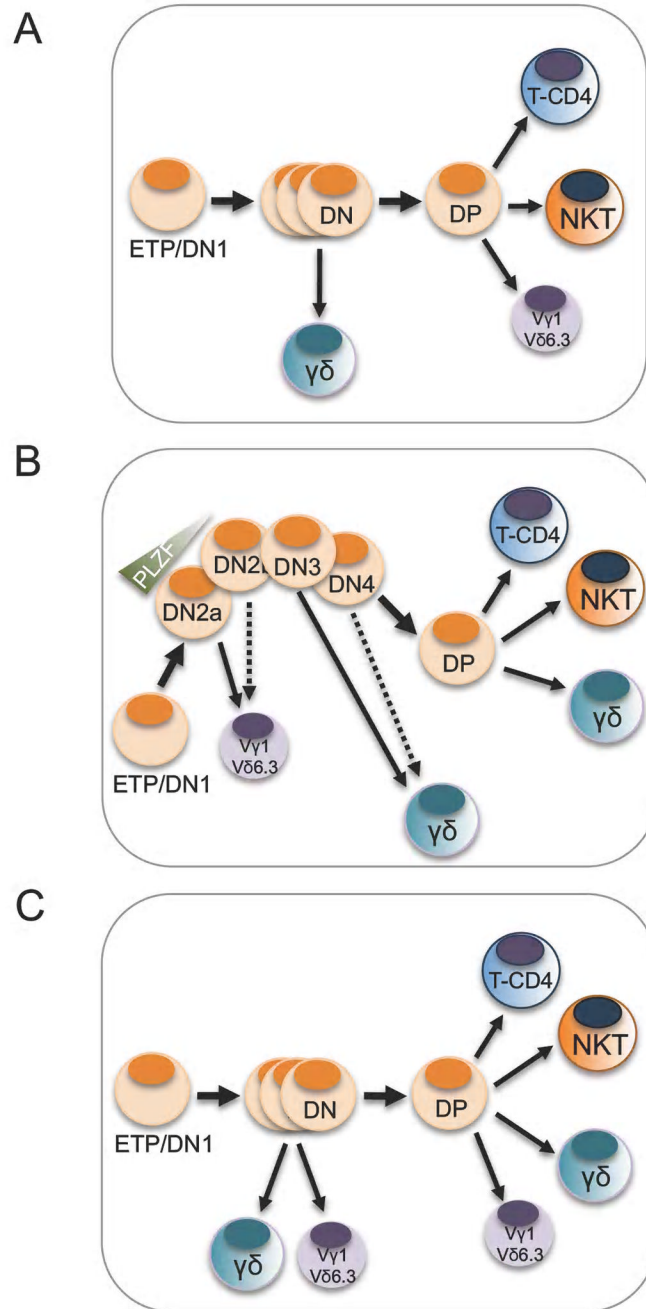 A
T-CD4
ETP/DN1
DN
DP
NKT
γδ
Vγ1
Vδ6.3
B
PLZF
DN2a
DN3
DN4
T-CD4
NKT
DP
γδ
ETP/DN1
Vγ1
Vδ6.3
γδ
C
T-CD4
NKT
ETP/DN1
DN
DP
γδ
γδ
Vγ1
Vδ6.3
Vγ1
Vδ6.3